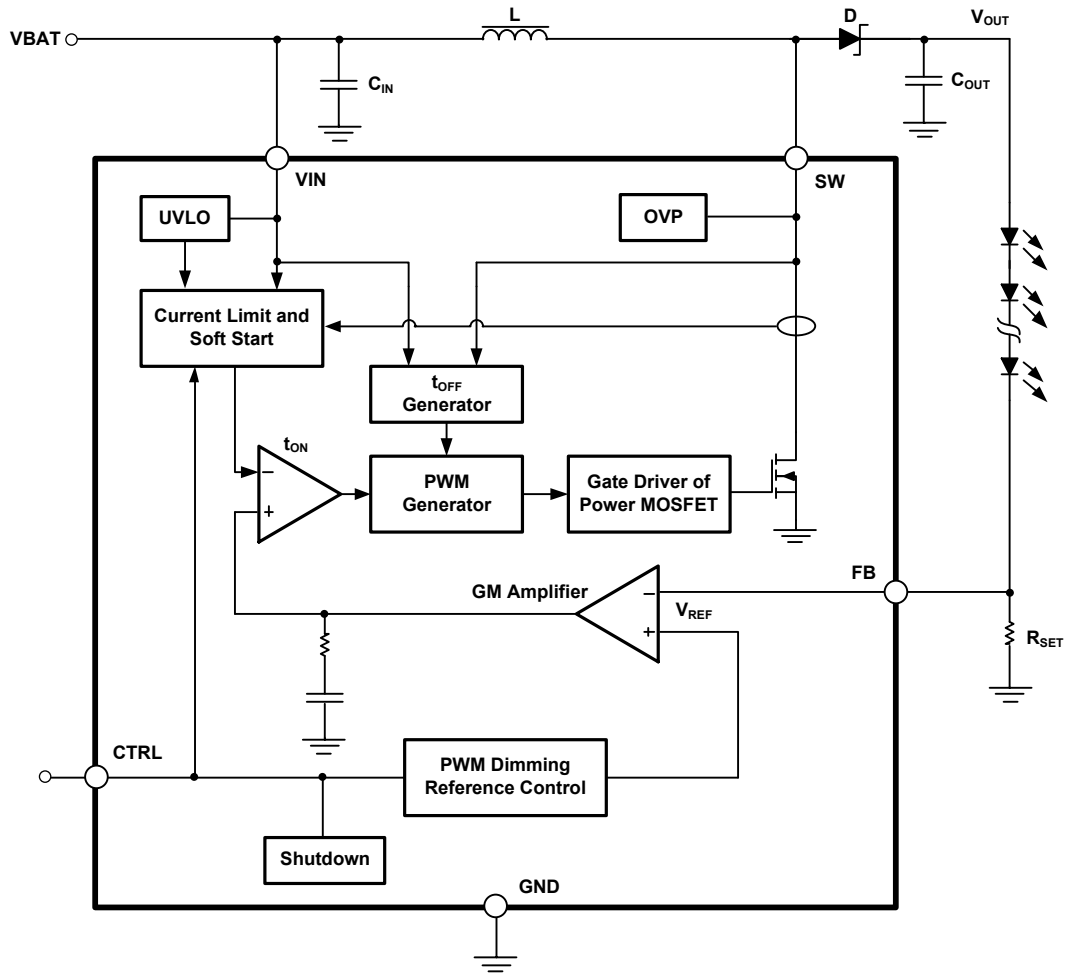 L
D
VOUT
VBAT
CIN
COUT
VIN
SW
UVLO
OVP
Current Limit and
Soft Start
tOFF
Generator
tON
−
+
PWM
Generator
Gate Driver of
Power MOSFET
FB
GM Amplifier
−
VREF
+
RSET
CTRL
PWM Dimming
Reference Control
Shutdown
GND